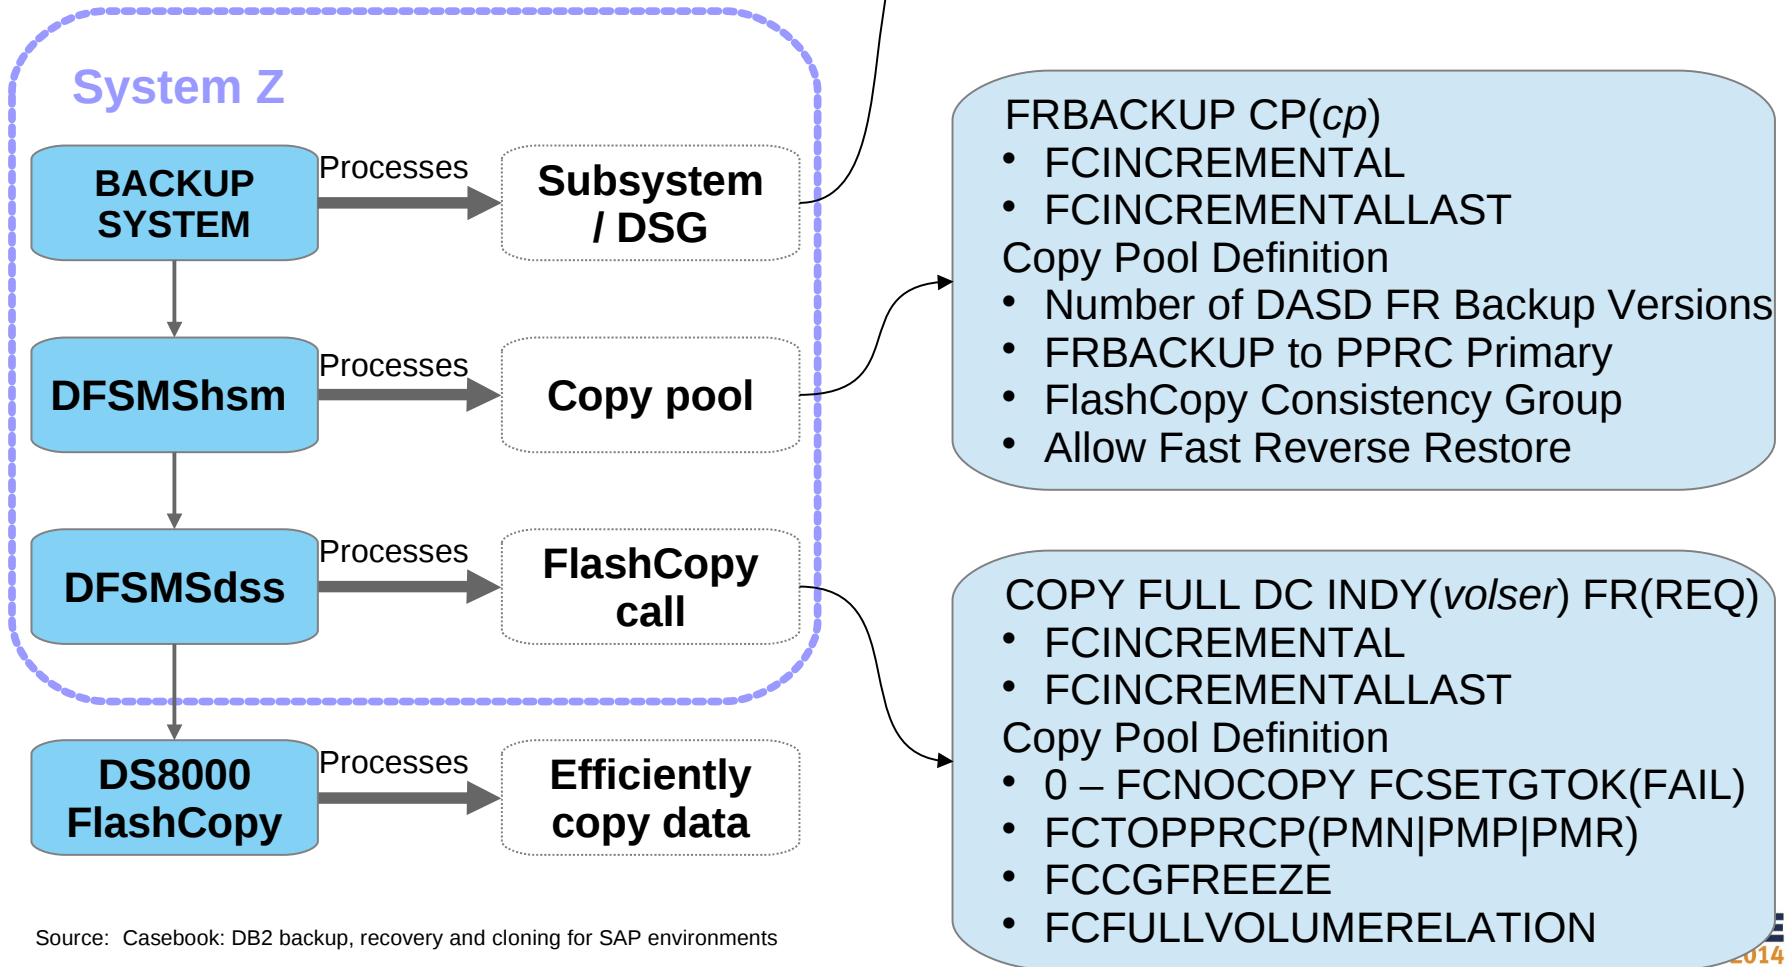 System Z
BACKUP
SYSTEM
Processes
Subsystem
/ DSG
DFSMShsm
Processes
Copy pool
DFSMSdss
Processes
FlashCopy
call
DS8000
FlashCopy
Processes
Efficiently
copy data
FRBACKUP CP(cp)
• FCINCREMENTAL
• FCINCREMENTALLAST
Copy Pool Definition
• Number of DASD FR Backup Versions
• FRBACKUP to PPRC Primary
• FlashCopy Consistency Group
• Allow Fast Reverse Restore
COPY FULL DC INDY(volser) FR(REQ)
• FCINCREMENTAL
• FCINCREMENTALLAST
Copy Pool Definition
• 0 – FCNOCOPY FCSETGTOK(FAIL)
• FCTOPPRCP(PMN|PMP|PMR)
• FCCGFREEZE
• FCFULLVOLUMERELATION
Source: Casebook: DB2 backup, recovery and cloning for SAP environments
2014